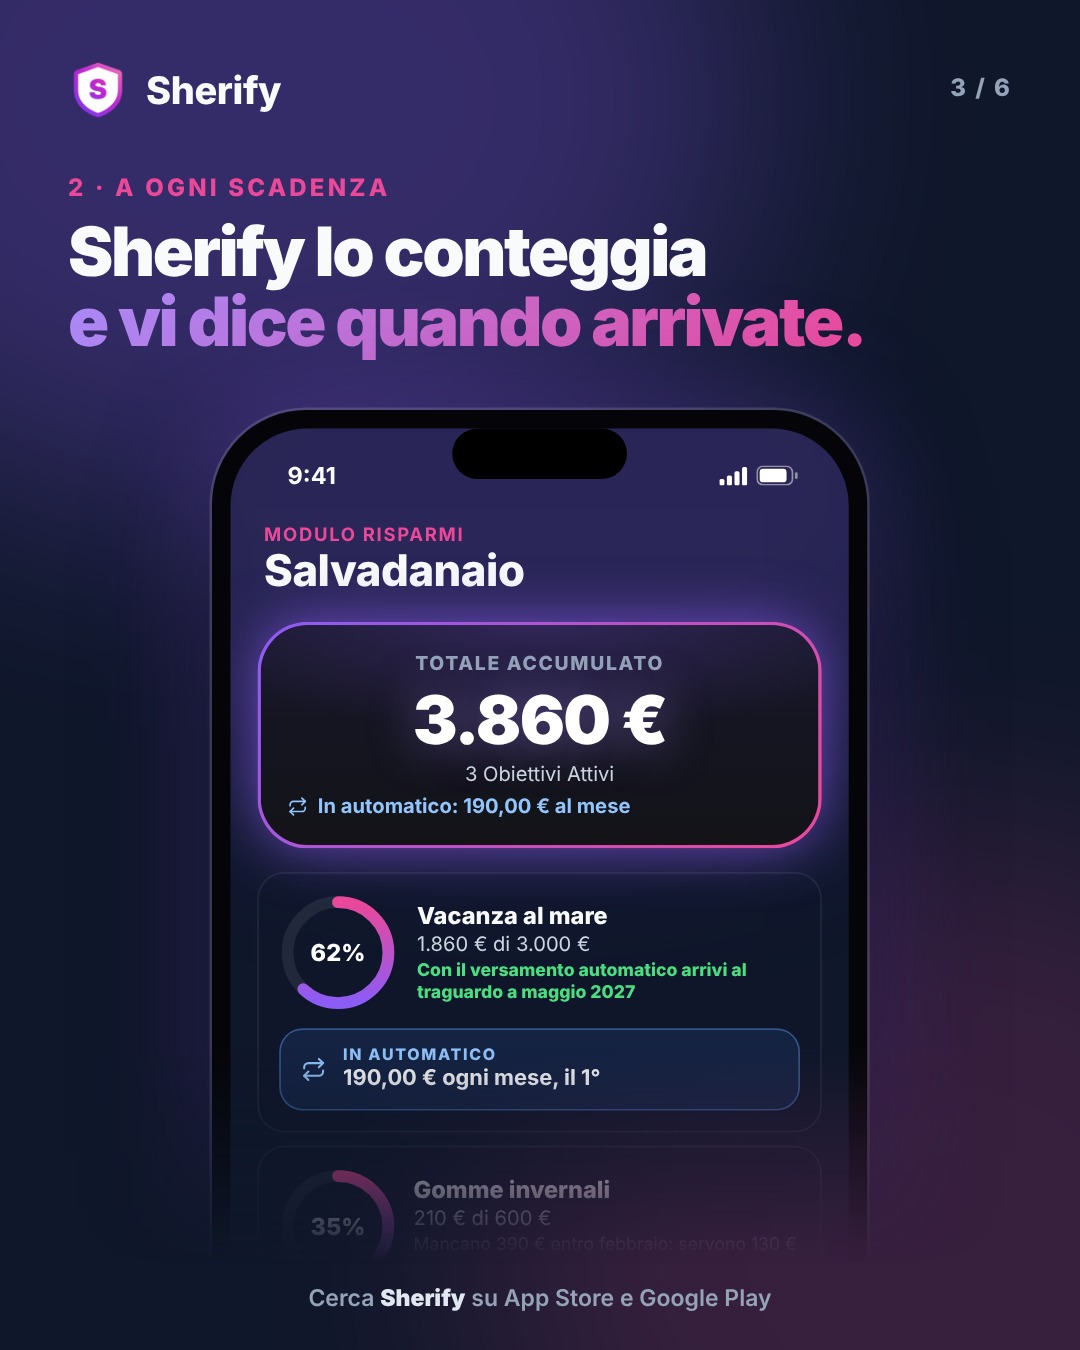 S
Sherify
3 / 6
2 · A OGNI SCADENZA
Sherify lo conteggia
e vi dice quando arrivate.
9:41
MODULO RISPARMI
Salvadanaio
TOTALE ACCUMULATO
3.860 €
3 Obiettivi Attivi
In automatico: 190,00 € al mese
62%
Vacanza al mare
1.860 € di 3.000 €
Con il versamento automatico arrivi al
traguardo a maggio 2027
IN AUTOMATICO
190,00 € ogni mese, il 1°
35%
Gomme invernali
210 € di 600 €
Mancano 390 € entro febbraio: servono 130 €
Cerca Sherify su App Store e Google Play